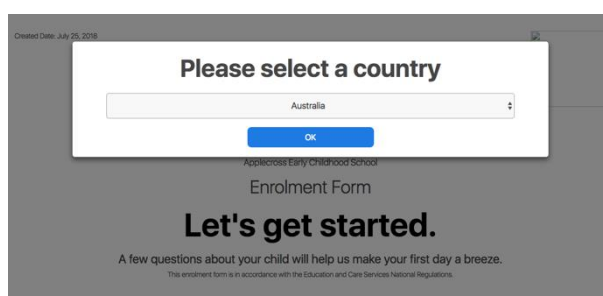 Created Date: July 25, 2018
Please select a country
Australia
OK
Applecross Early Childhood School
Enrolment Form
Let's get started.
A few questions about your child will help us make your first day a breeze.
This enrolment form is in accordance with the Education and Care Services National Regulations.